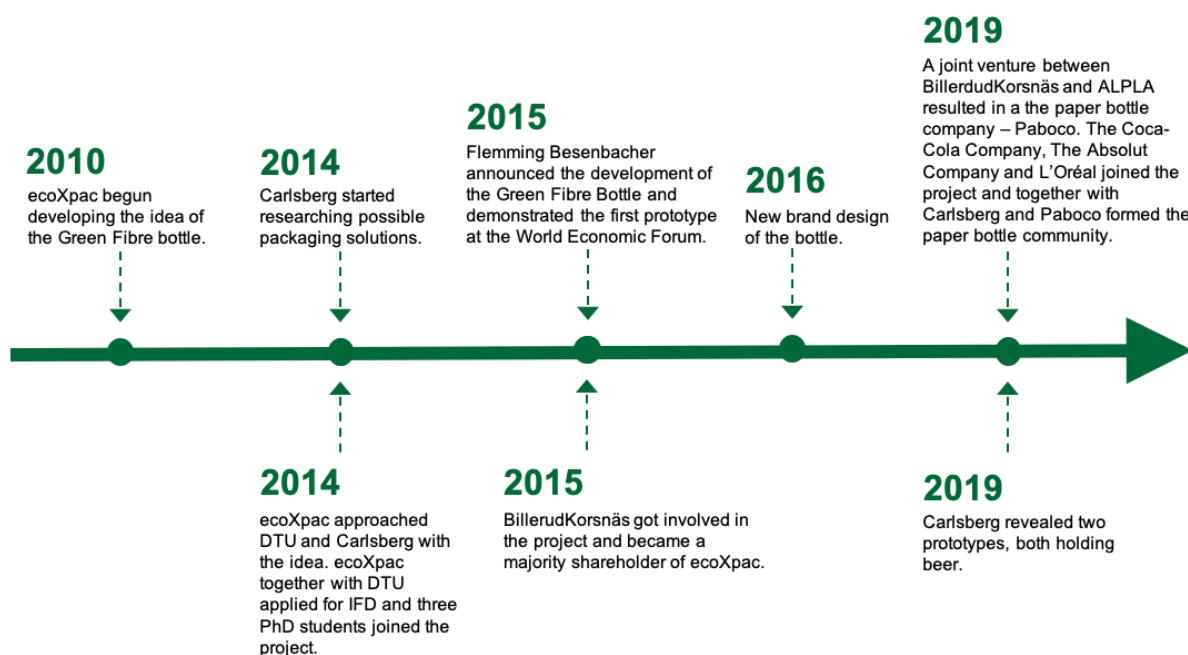 2010
ecoXpac begun
developing the idea of
the Green Fibre bottle.
2014
Carlsberg started
researching possible
packaging solutions.
2015
Flemming Besenbacher
announced the development of
the Green Fibre Bottle and
demonstrated the first prototype
at the World Economic Forum.
2016
New brand design
of the bottle.
2019
A joint venture between
BillerdudKorsnäs and ALPLA
resulted in a the paper bottle
company – Paboco. The Coca-
Cola Company, The Absolut
Company and L’Oréal joined the
project and together with
Carlsberg and Paboco formed the
paper bottle community.
2014
ecoXpac approached
DTU and Carlsberg with
the idea. ecoXpac
together with DTU
applied for IFD and three
PhD students joined the
project.
2015
BillerudKorsnäs got involved in
the project and became a
majority shareholder of ecoXpac.
2019
Carlsberg revealed two
prototypes, both holding
beer.